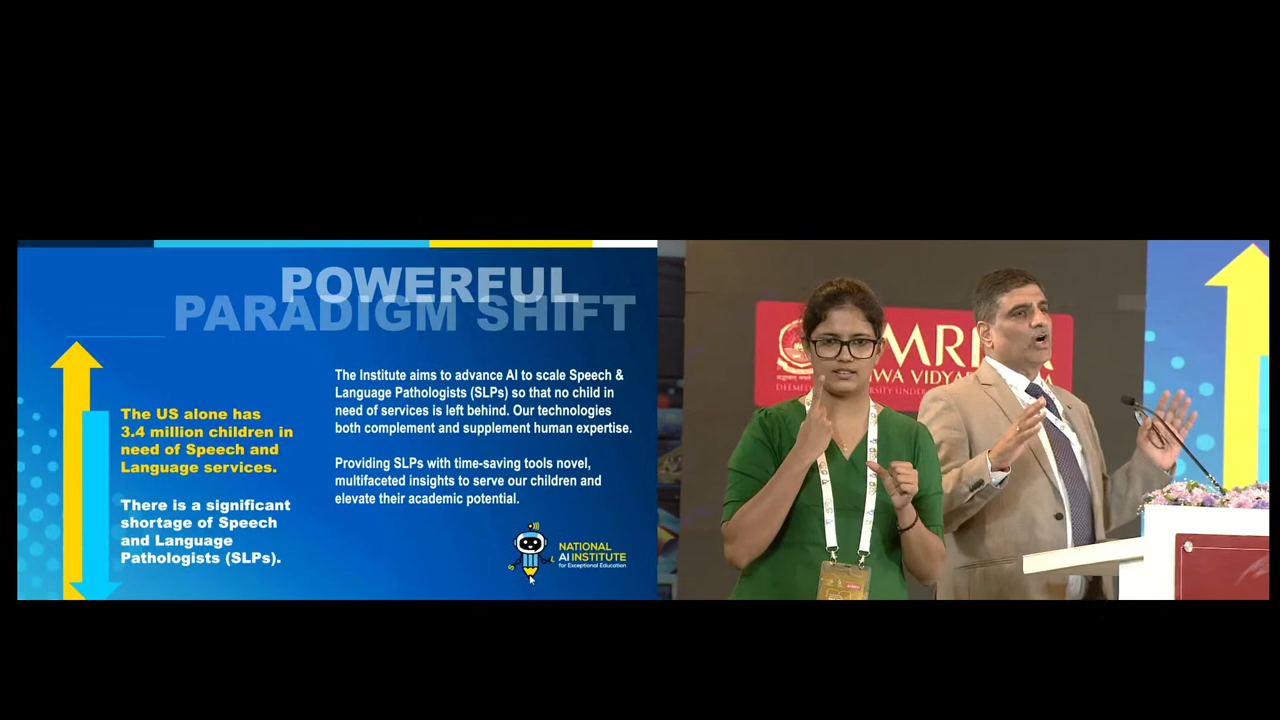 POWERFUL
PARADIGM SHIFT
The US alone has
3.4 million children in
need of Speech and
Language services.
There is a significant
shortage of Speech
and Language
Pathologists (SLPs).
The Institute aims to advance AI to scale Speech &
Language Pathologists (SLPs) so that no child in
need of services is left behind. Our technologies
both complement and supplement human expertise.
Providing SLPs with time-saving tools novel,
multifaceted insights to serve our children and
elevate their academic potential.
NATIONAL
AI INSTITUTE
for Exceptional Education